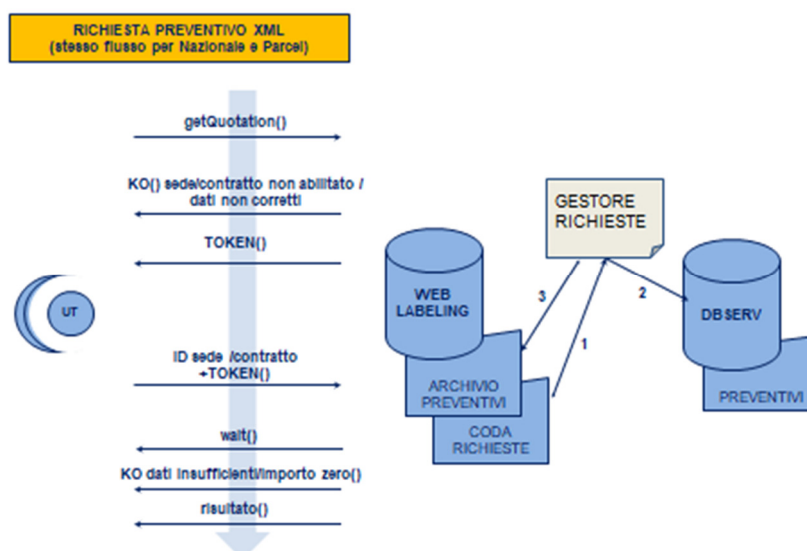 RICHIESTA PREVENTIVO XML
(stesso flusso per Nazionale e Parcel)
getQuotation()
KO() sede/contratto non abilitato /
dati non corretti
TOKEN()
UT
ID sede /contratto
+TOKEN()
wait()
KO dati insufficienti/importo zero()
risultato()
GESTORE
RICHIESTE
WEB
LABELING
3
1
2
DBSERV
ARCHIVIO
PREVENTIVI
CODA
RICHIESTE
PREVENTIVI